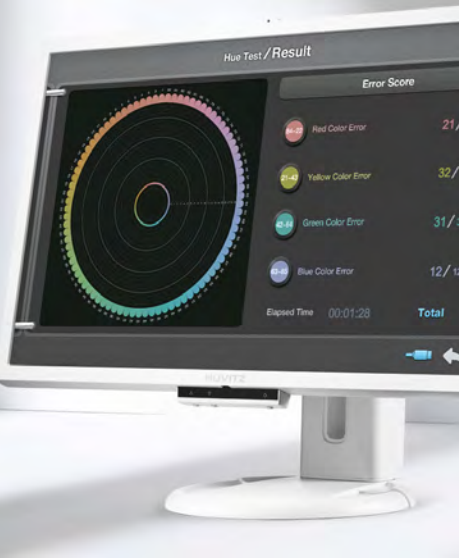 Hue Test / Result
Error Score
Red Color Error
21/
21-42
Yellow Color Error
32/
Green Color Error
31/
Blue Color Error
12/
Elapsed Time
00:01:28
Total
HUVITZ